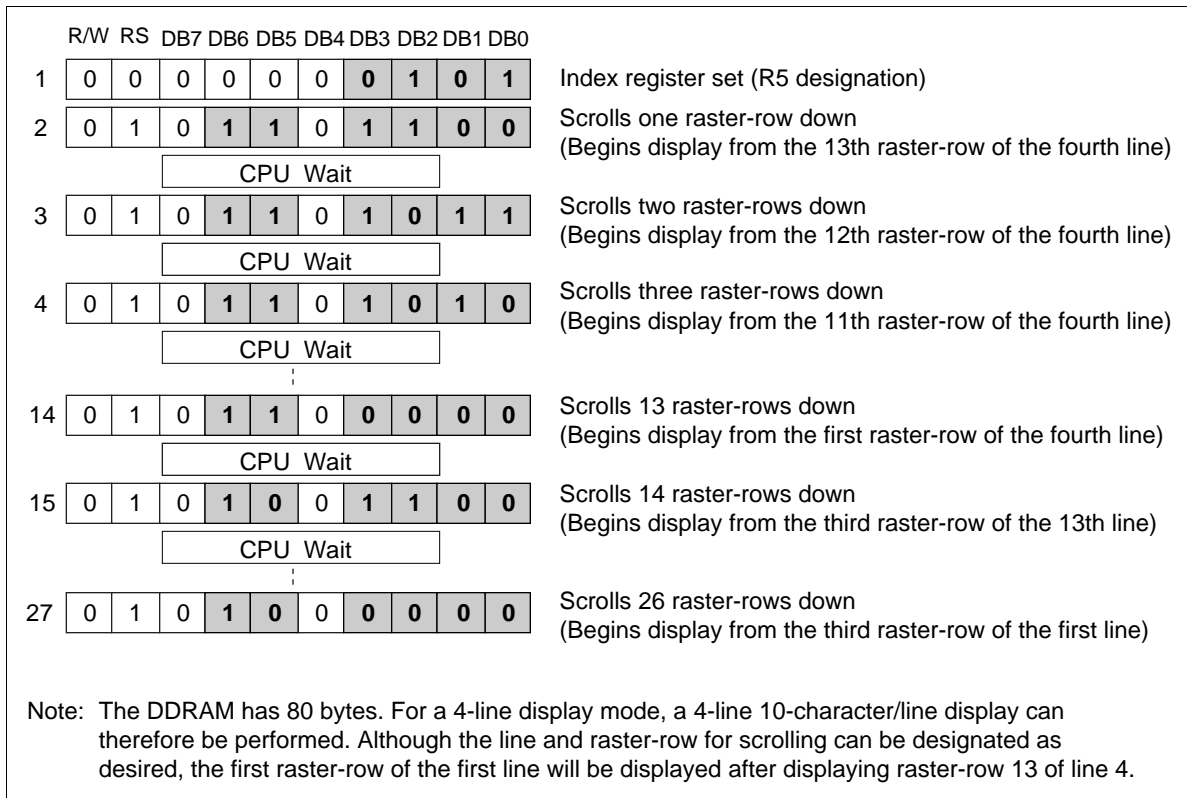 R/W RS DB7 DB6 DB5 DB4 DB3 DB2 DB1 DB0
1 0 0 0 0 0 0 0 1 0 1 Index register set (R5 designation)
2 0 1 0 1 1 0 1 1 0 0 Scrolls one raster-row down
(Begins display from the 13th raster-row of the fourth line)
CPU Wait
3 0 1 0 1 1 0 1 0 1 1 Scrolls two raster-rows down
(Begins display from the 12th raster-row of the fourth line)
CPU Wait
4 0 1 0 1 1 0 1 0 1 0 Scrolls three raster-rows down
(Begins display from the 11th raster-row of the fourth line)
CPU Wait
14 0 1 0 1 1 0 0 0 0 0 Scrolls 13 raster-rows down
(Begins display from the first raster-row of the fourth line)
CPU Wait
15 0 1 0 1 0 0 1 1 0 0 Scrolls 14 raster-rows down
(Begins display from the third raster-row of the 13th line)
CPU Wait
27 0 1 0 1 0 0 0 0 0 0 Scrolls 26 raster-rows down
(Begins display from the third raster-row of the first line)
Note: The DDRAM has 80 bytes. For a 4-line display mode, a 4-line 10-character/line display can
therefore be performed. Although the line and raster-row for scrolling can be designated as
desired, the first raster-row of the first line will be displayed after displaying raster-row 13 of line 4.